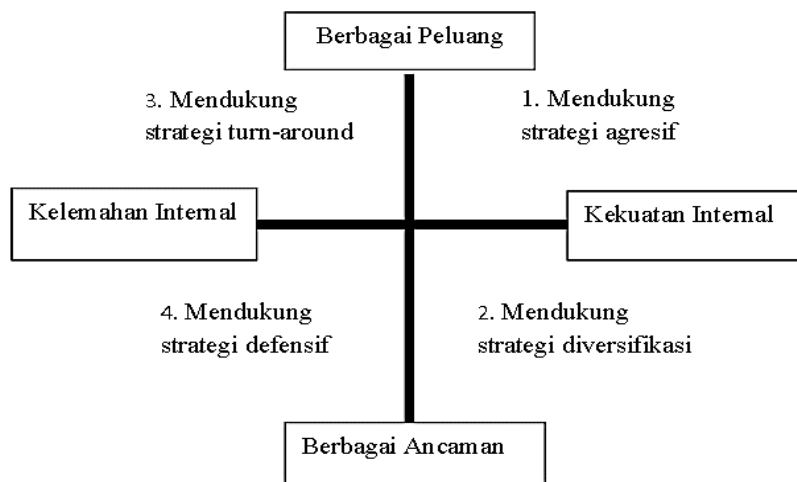 Berbagai Peluang
3. Mendukung
strategi turn-around
1. Mendukung
strategi agresif
Kelemahan Internal
Kekuatan Internal
4. Mendukung
strategi defensif
2. Mendukung
strategi diversifikasi
Berbagai Ancaman